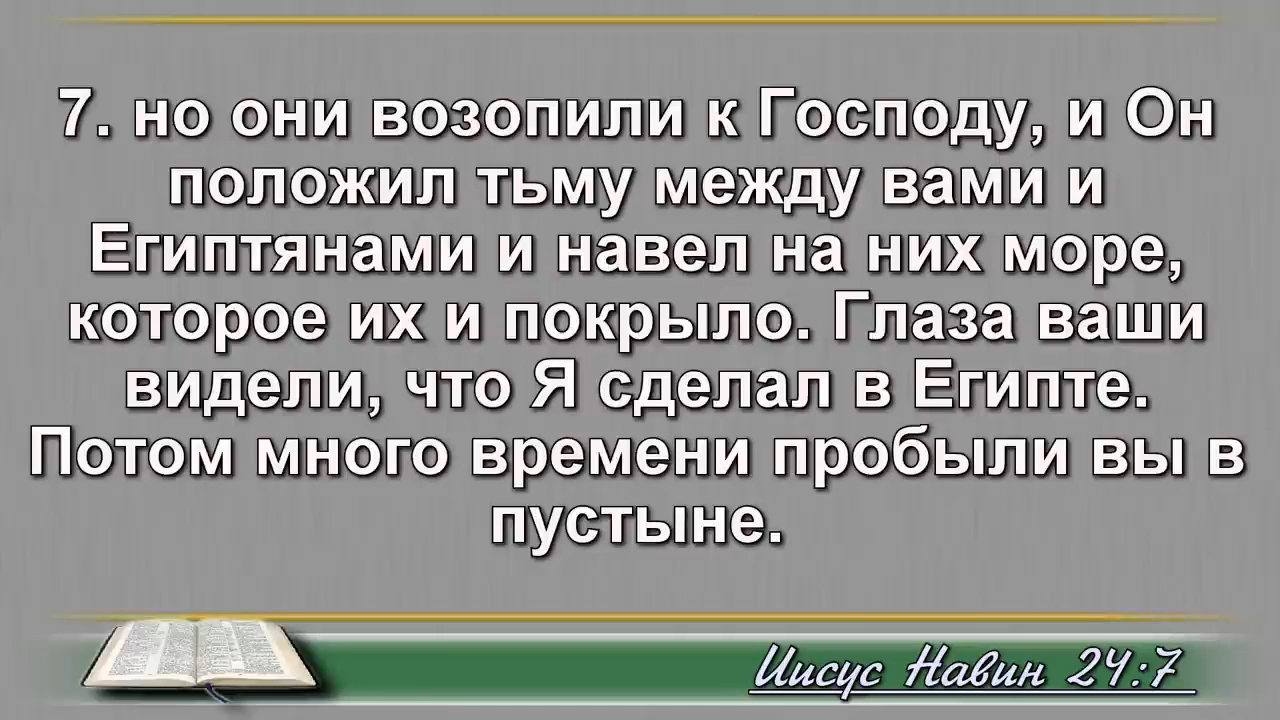 7. но они возопили к Господу, и Он
положил тьму между вами и
Египтянами и навел на них море,
которое их и покрыло. Глаза ваши
видели, что Я сделал в Египте.
Потом много времени пробыли вы в
пустыне.
Иисус Навин 24:7